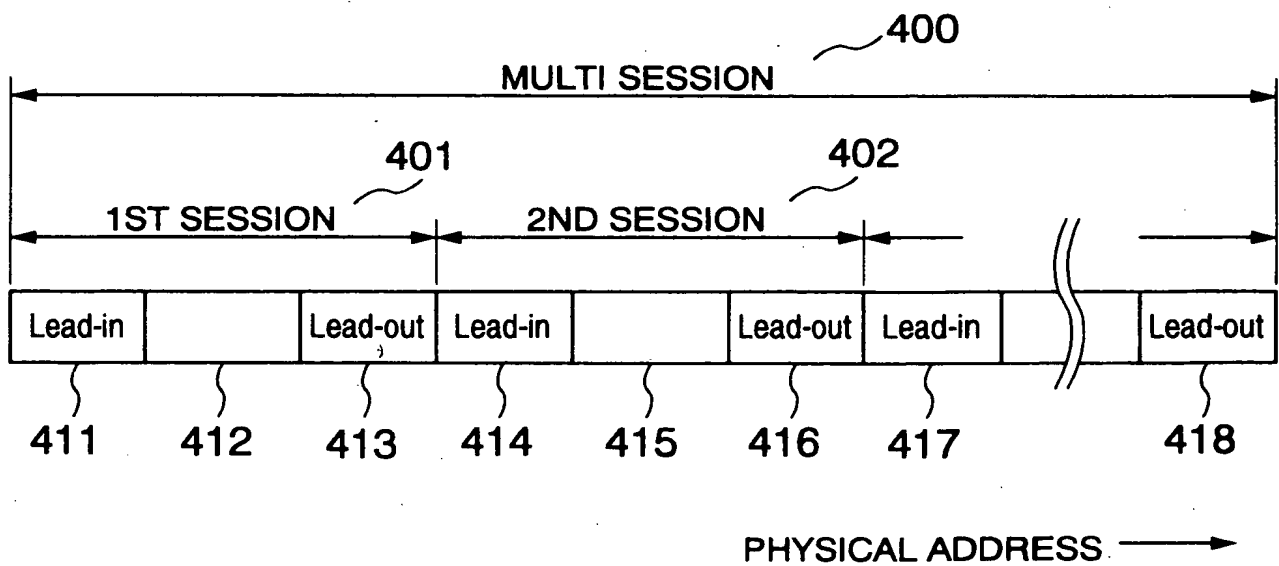 400
MULTI SESSION
401
402
1ST SESSION
2ND SESSION
Lead-in
Lead-out
Lead-in
Lead-out
Lead-in
Lead-out
411
412
413
414
415
416
417
418
PHYSICAL ADDRESS